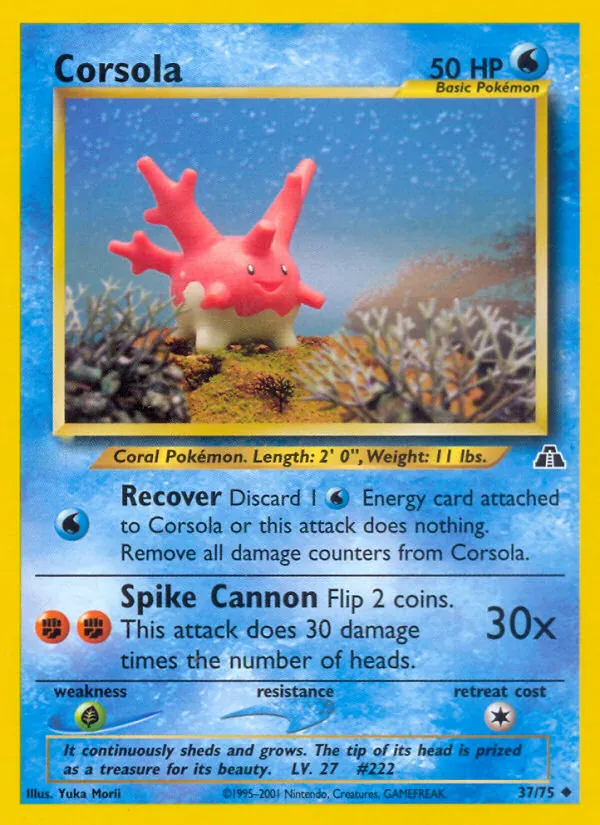 Corsola
50 HP
Basic Pokémon
Coral Pokémon. Length: 2' 0", Weight: 11 lbs.
Recover Discard 1 Energy card attached
to Corsola or this attack does nothing.
Remove all damage counters from Corsola.
Spike Cannon Flip 2 coins.
This attack does 30 damage
times the number of heads.
30x
weakness
resistance
retreat cost
It continuously sheds and grows. The tip of its head is prized
as a treasure for its beauty. LV. 27 #222
Illus. Yuka Morii
©1995-2001 Nintendo, Creatures, GAMEFREAK.
37/75